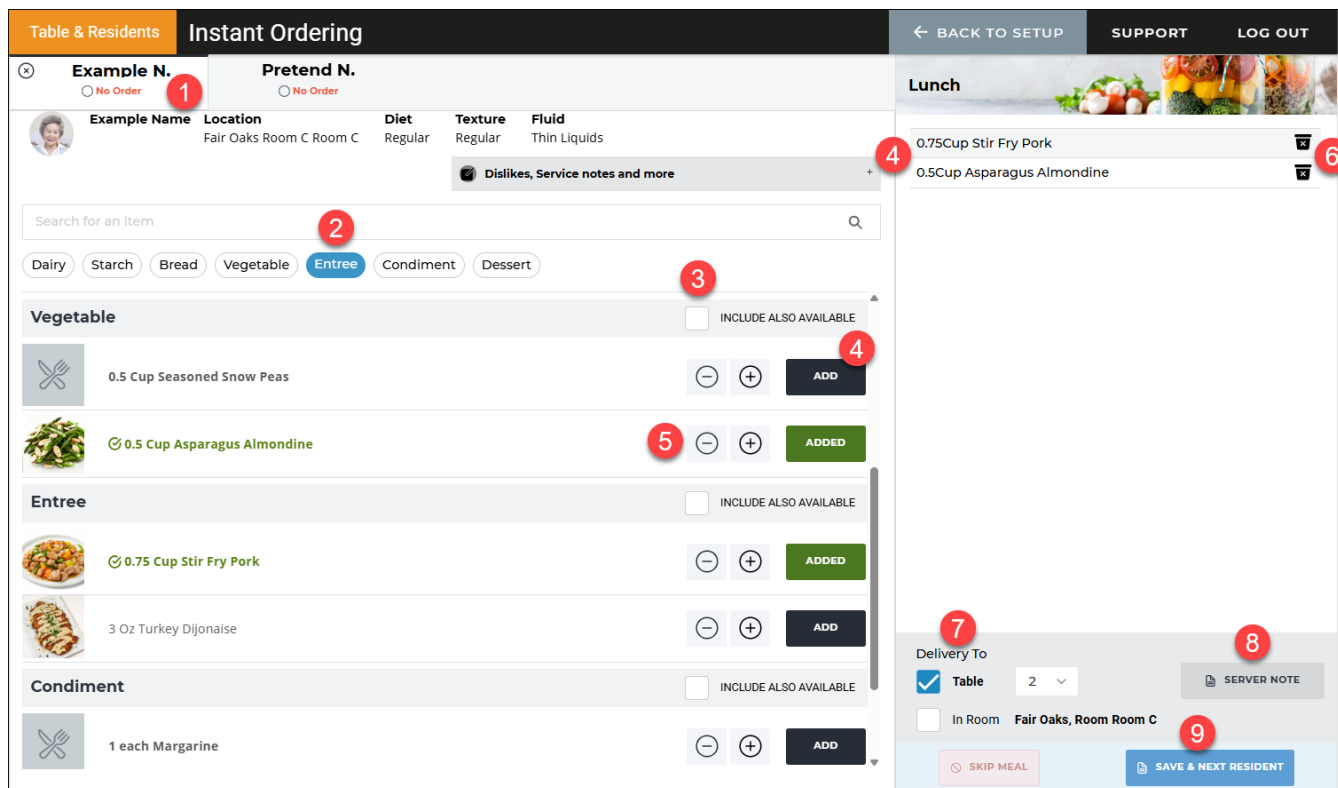 Table & Residents Instant Ordering ← BACK TO SETUP SUPPORT LOG OUT
Example N. Pretend N.
No Order 1 No Order
Lunch
Example Name Location Diet Texture Fluid
Fair Oaks Room C Room C Regular Regular Thin Liquids
Dislikes, Service notes and more +
4 0.75Cup Stir Fry Pork 6
0.5Cup Asparagus Almondine
Search for an item
2
Dairy Starch Bread Vegetable Entree Condiment Dessert
3
Vegetable INCLUDE ALSO AVAILABLE
4
0.5 Cup Seasoned Snow Peas ADD
0.5 Cup Asparagus Almondine 5 ADDED
Entree INCLUDE ALSO AVAILABLE
0.75 Cup Stir Fry Pork ADDED
3 Oz Turkey Dijonaise ADD
Condiment INCLUDE ALSO AVAILABLE
1 each Margarine ADD
7
Delivery To 8
Table 2 SERVER NOTE
In Room Fair Oaks, Room Room C
9
SKIP MEAL SAVE & NEXT RESIDENT